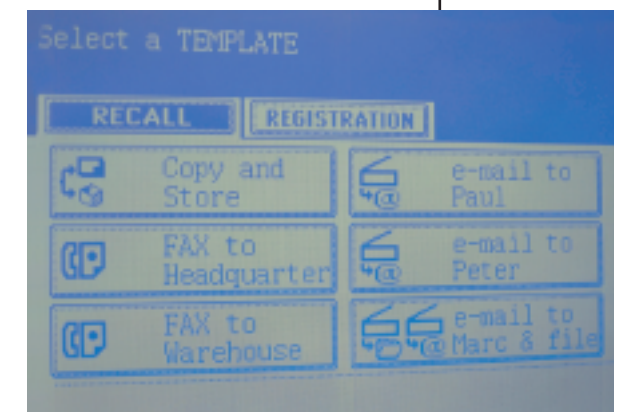 Select a TEMPLATE
RECALL
REGISTRATION
Copy and
Store
e-mail to
Paul
FAX to
Headquarter
e-mail to
Peter
FAX to
Warehouse
e-mail to
Marc & file